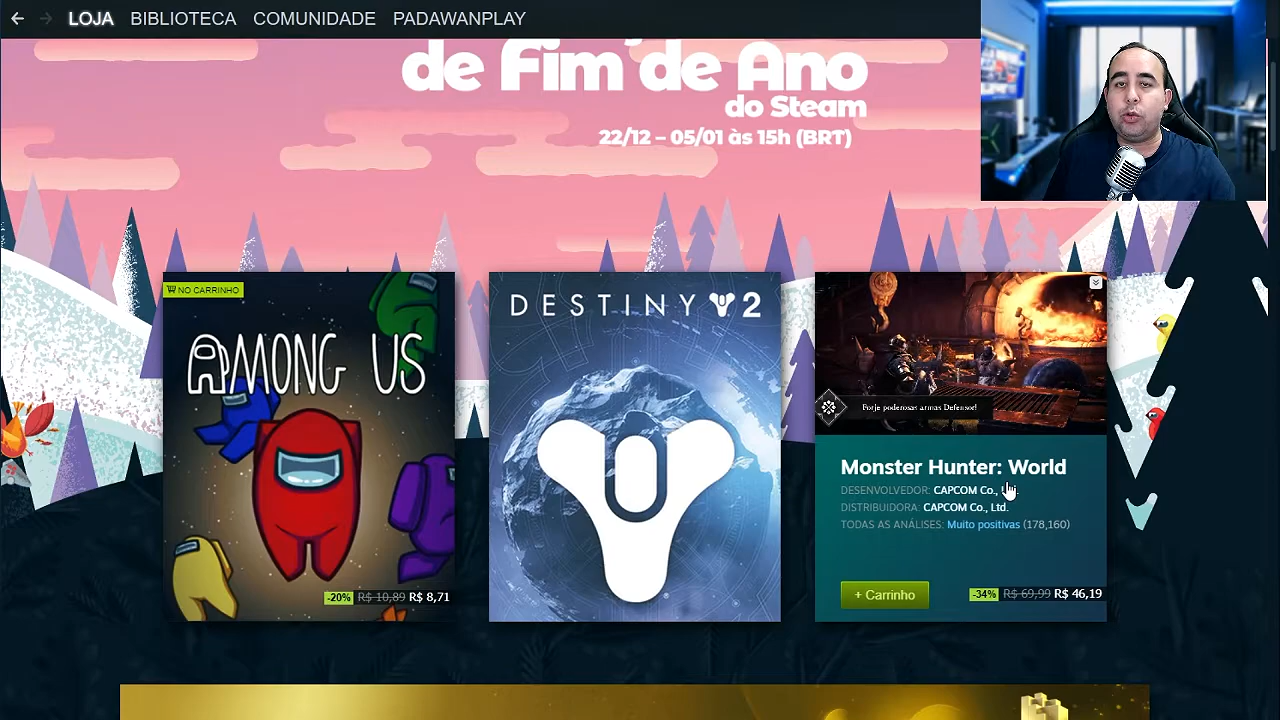 LOJA BIBLIOTECA COMUNIDADE PADAWANPLAY
de Fim de Ano
do Steam
22/12 – 05/01 às 15h (BRT)
NO CARRINHO
AMONG US
-20% R$ 10,89 R$ 8,71
DESTINY 2
Forje poderosas armas Defensor!
Monster Hunter: World
DESENVOLVEDOR: CAPCOM Co.,
DISTRIBUIDORA: CAPCOM Co., Ltd.
TODAS AS ANÁLISES: Muito positivas (178,160)
+ Carrinho
-34% R$ 69,99 R$ 46,19